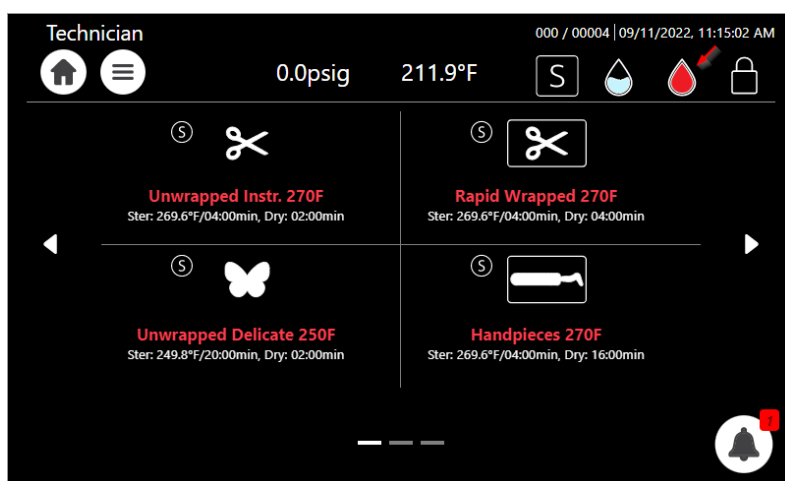 Technician
000 / 00004 | 09/11/2022, 11:15:02 AM
0.0psig 211.9°F S
S
Unwrapped Instr. 270F
Ster: 269.6°F/04:00min, Dry: 02:00min
S
Rapid Wrapped 270F
Ster: 269.6°F/04:00min, Dry: 04:00min
S
Unwrapped Delicate 250F
Ster: 249.8°F/20:00min, Dry: 02:00min
S
Handpieces 270F
Ster: 269.6°F/04:00min, Dry: 16:00min
1